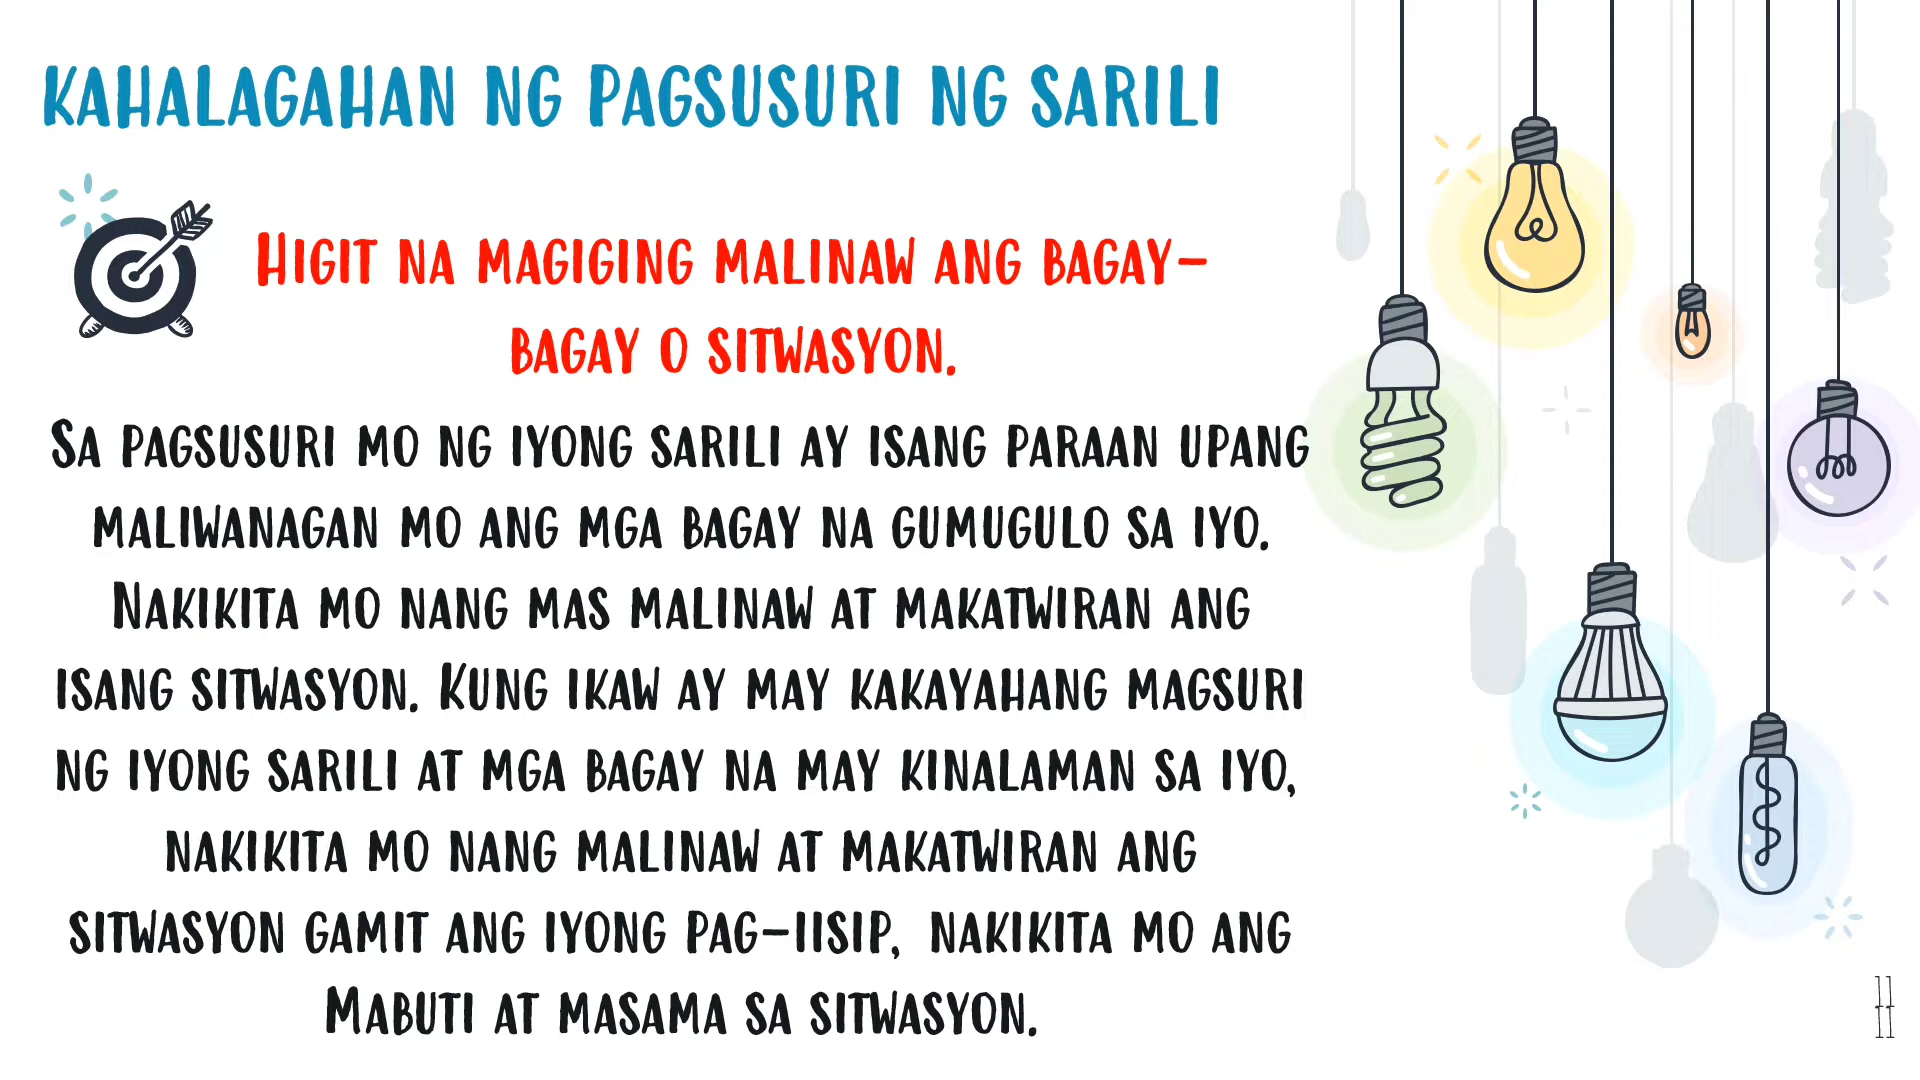 KAHALAGAHAN NG PAGSUSURI NG SARILI
HIGIT NA MAGIGING MALINAW ANG BAGAY-
BAGAY O SITWASYON.
SA PAGSUSURI MO NG IYONG SARILI AY ISANG PARAAN UPANG
MALIWANAGAN MO ANG MGA BAGAY NA GUMUGULO SA IYO.
NAKIKITA MO NANG MAS MALINAW AT MAKATWIRAN ANG
ISANG SITWASYON. KUNG IKAW AY MAY KAKAYAHANG MAGSURI
NG IYONG SARILI AT MGA BAGAY NA MAY KINALAMAN SA IYO,
NAKIKITA MO NANG MALINAW AT MAKATWIRAN ANG
SITWASYON GAMIT ANG IYONG PAG-IISIP, NAKIKITA MO ANG
MABUTI AT MASAMA SA SITWASYON.
11
11